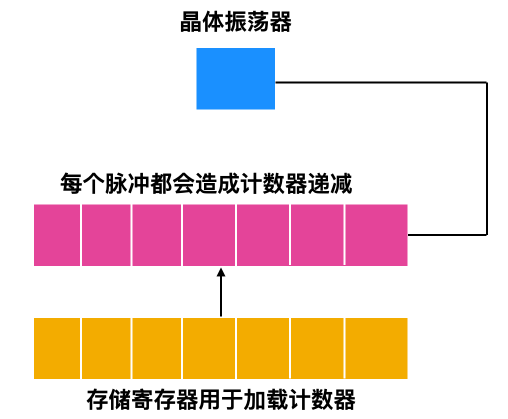 晶体振荡器
每个脉冲都会造成计数器递减
存储寄存器用于加载计数器